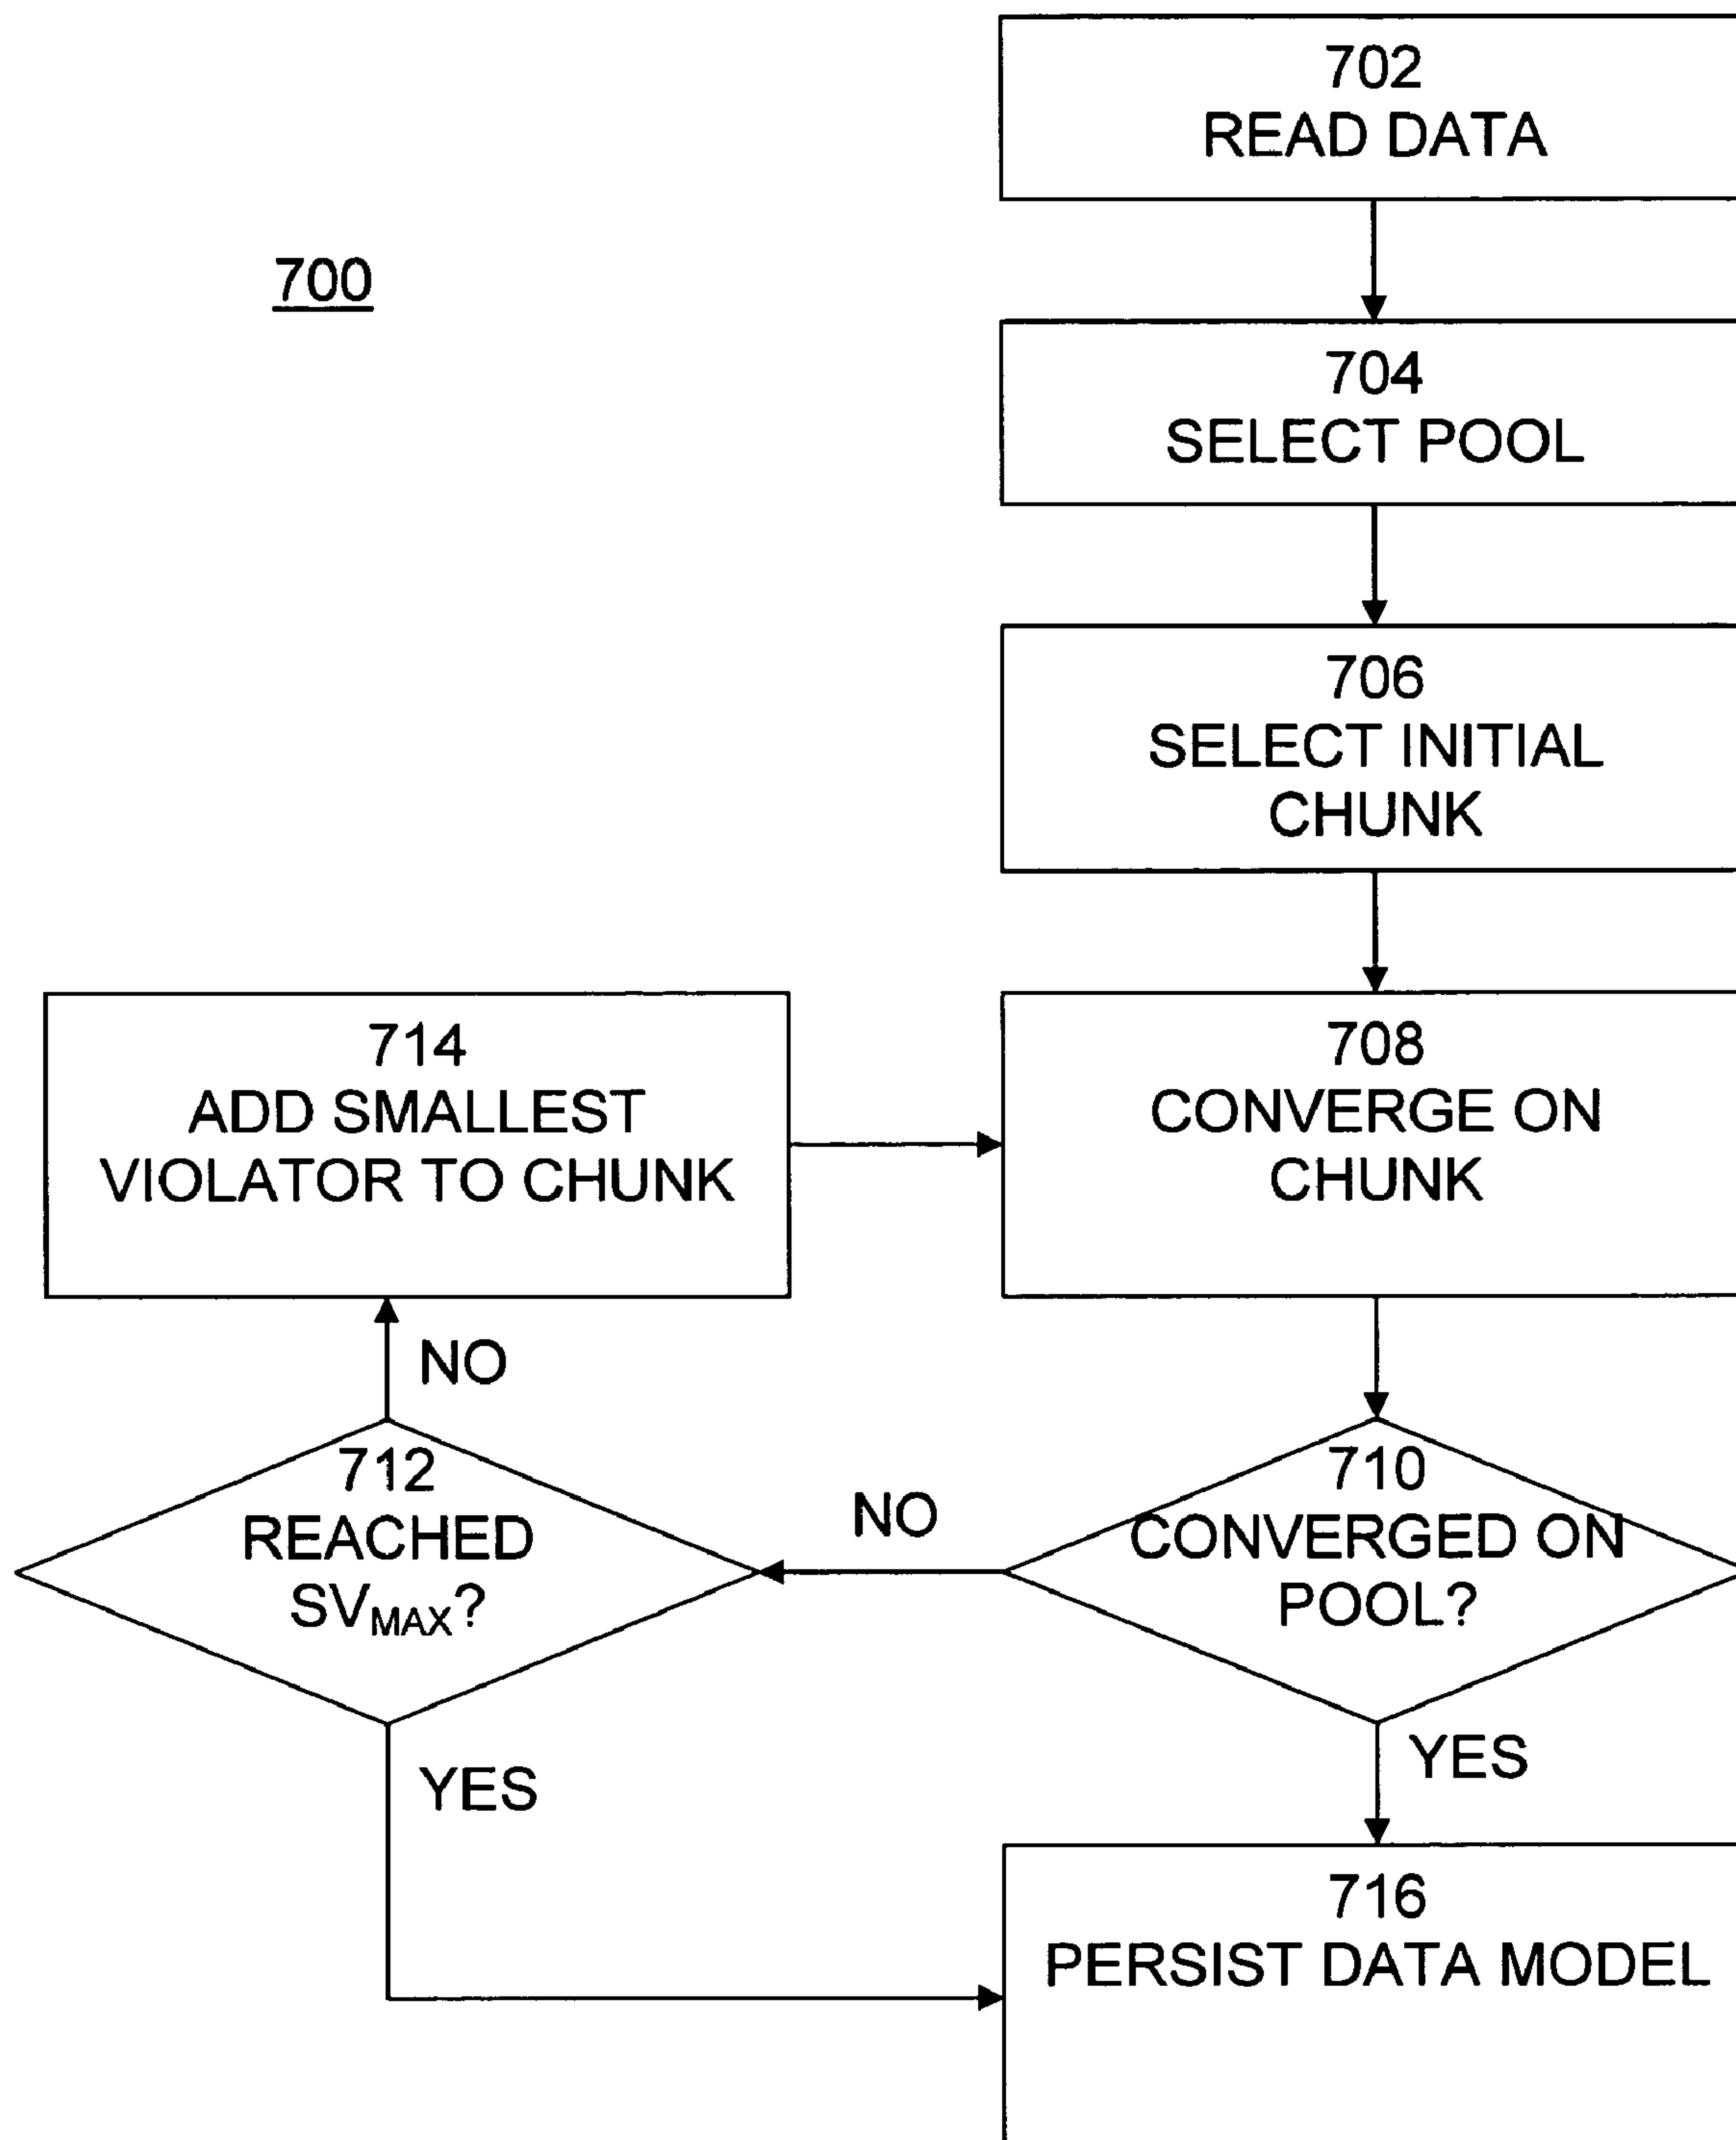 702
READ DATA
700
704
SELECT POOL
706
SELECT INITIAL
CHUNK
714
ADD SMALLEST
VIOLATOR TO CHUNK
708
CONVERGE ON
CHUNK
NO
712
REACHED
SVMAX?
NO
710
CONVERGED ON
POOL?
YES
YES
716
PERSIST DATA MODEL